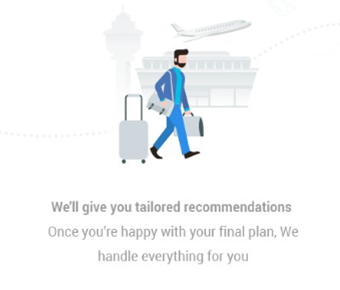 We'll give you tailored recommendations
Once you're happy with your final plan, We
handle everything for you